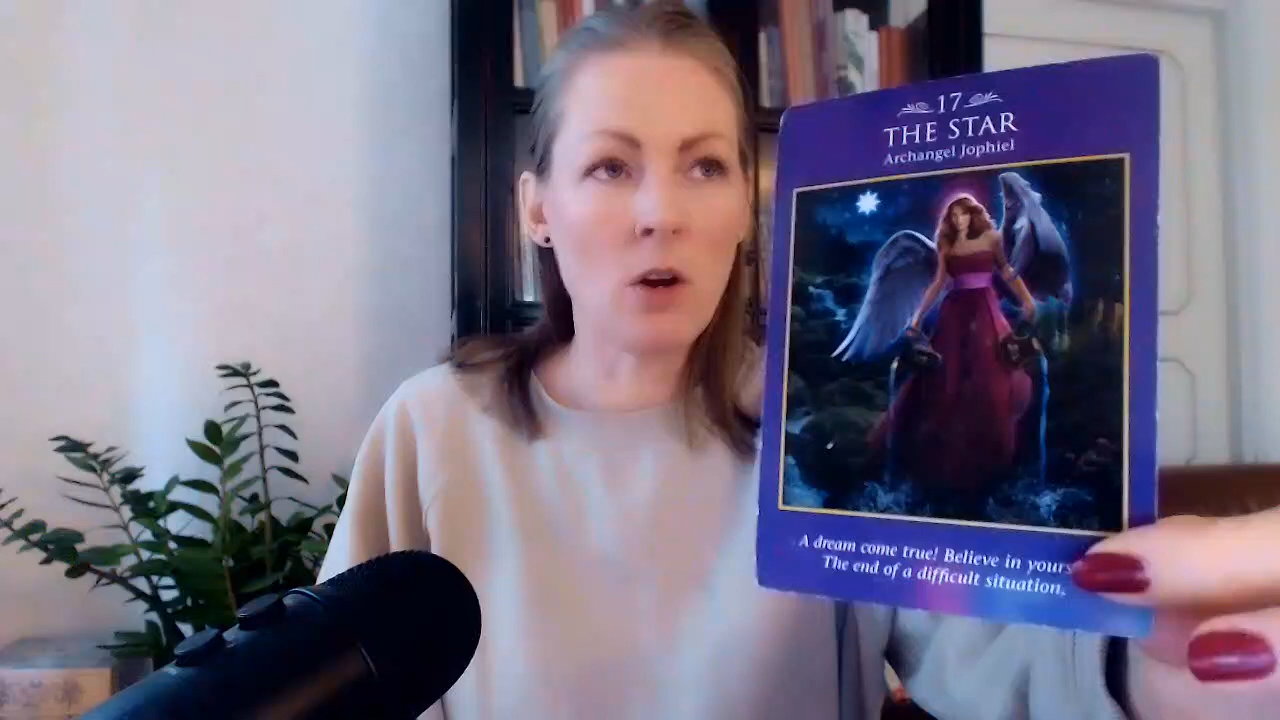 17
THE STAR
Archangel Jophiel
A dream come true! Believe in yours
The end of a difficult situation.